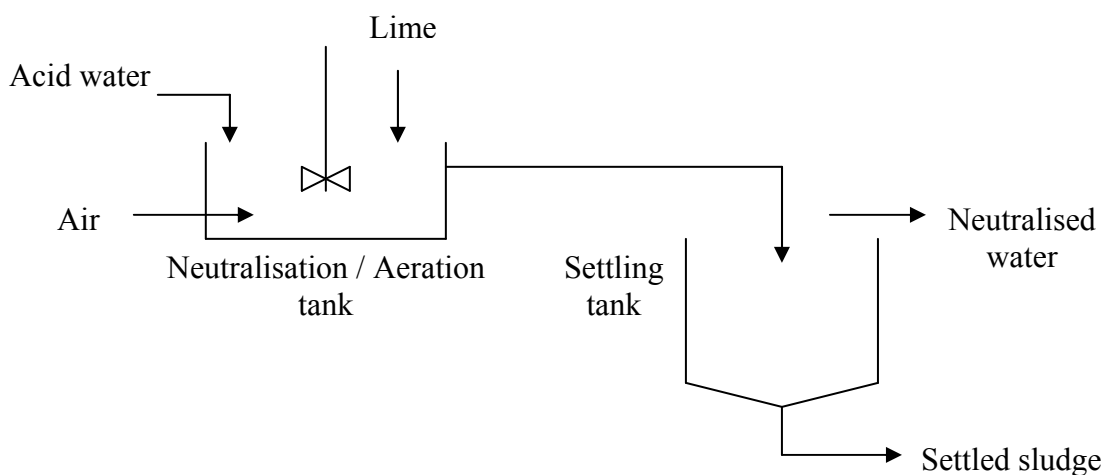 Lime
Acid water
Air
Neutralised
water
Neutralisation / Aeration
tank
Settling
tank
Settled sludge